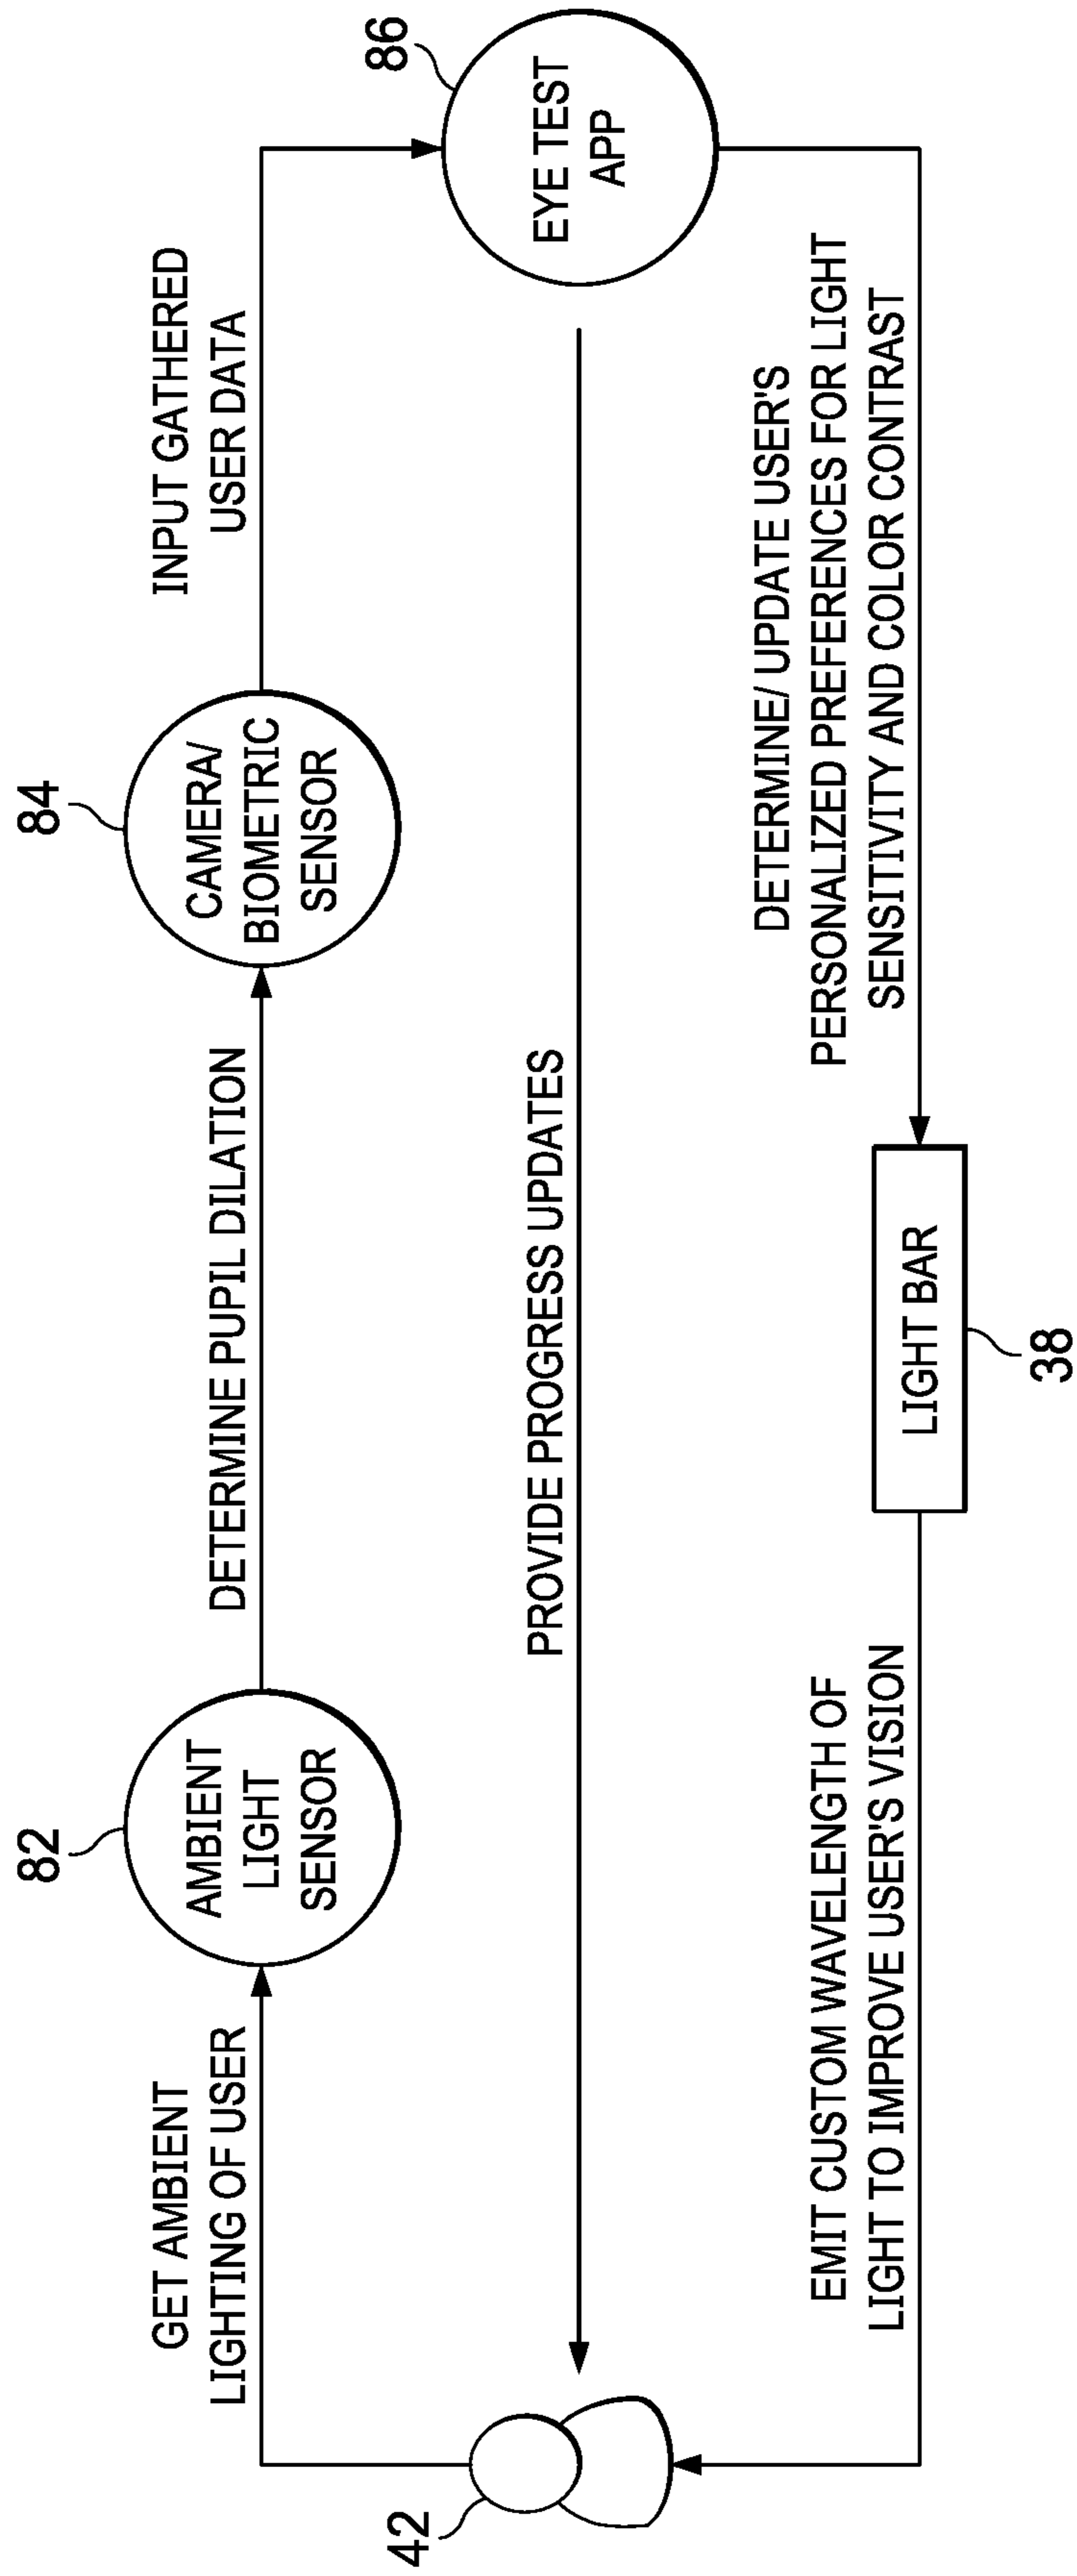 GET AMBIENT
LIGHTING OF USER
82
AMBIENT
LIGHT
SENSOR
DETERMINE PUPIL DILATION
84
CAMERA/
BIOMETRIC
SENSOR
INPUT GATHERED
USER DATA
86
EYE TEST
APP
PROVIDE PROGRESS UPDATES
42
DETERMINE/ UPDATE USER'S
PERSONALIZED PREFERENCES FOR LIGHT
SENSITIVITY AND COLOR CONTRAST
LIGHT BAR
38
EMIT CUSTOM WAVELENGTH OF
LIGHT TO IMPROVE USER'S VISION